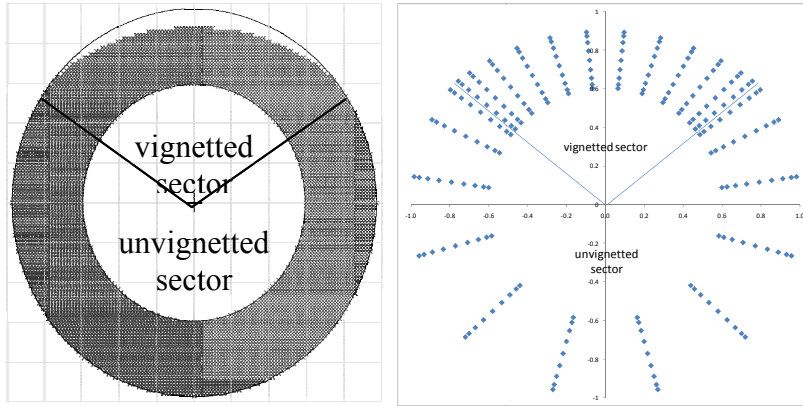 vignetted
sector
unvignetted
sector
1
0.8
0.6
0.4
0.2
0
-0.2
-0.4
-0.6
-0.8
-1
-1.0 -0.8 -0.6 -0.4 -0.2 0.0 0.2 0.4 0.6 0.8 1.0
vignetted sector
unvignetted
sector